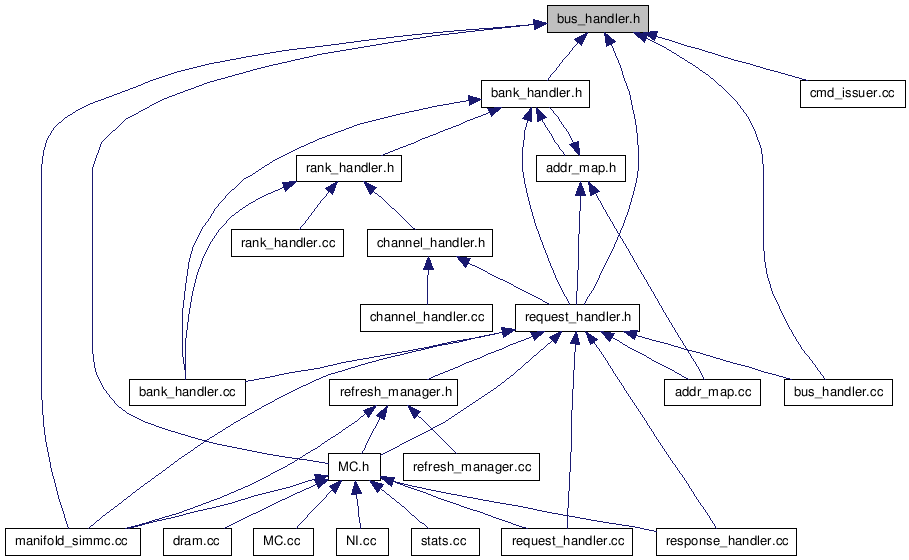 bus_handler.h
bank_handler.h
cmd_issuer.cc
rank_handler.h
addr_map.h
rank_handler.cc
channel_handler.h
channel_handler.cc
request_handler.h
bank_handler.cc
refresh_manager.h
addr_map.cc
bus_handler.cc
MC.h
refresh_manager.cc
manifold_simmc.cc
dram.cc
MC.cc
NI.cc
stats.cc
request_handler.cc
response_handler.cc